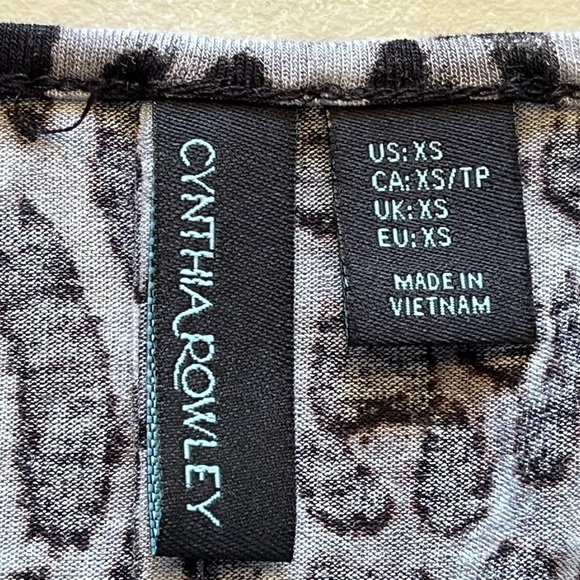 CYNTHIA ROWLEY
US: XS
CA: XS/TP
UK: XS
EU: XS
MADE IN
VIETNAM